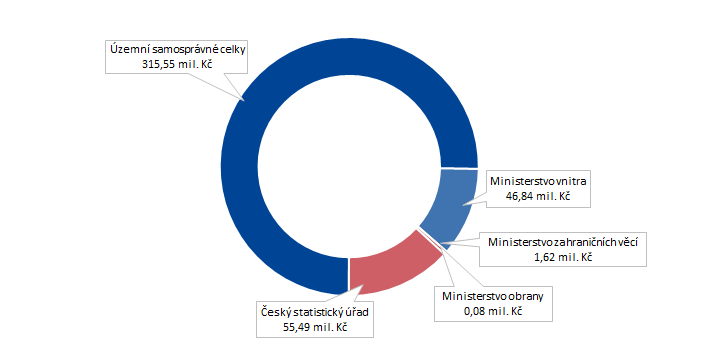 Územní samosprávné celky
315,55 mil. Kč
Ministerstvo vnitra
46,84 mil. Kč
Ministerstvo zahraničních věcí
1,62 mil. Kč
Ministerstvo obrany
0,08 mil. Kč
Český statistický úřad
55,49 mil. Kč